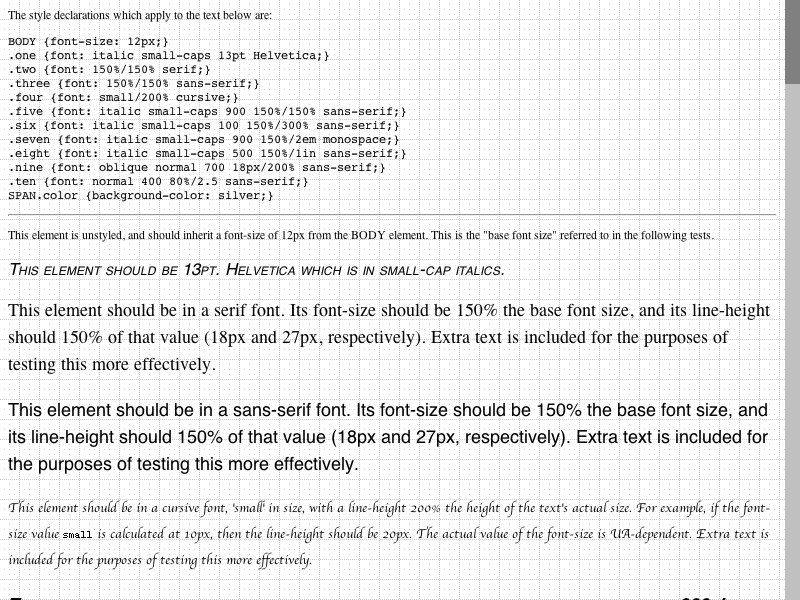 The style declarations which apply to the text below are:
BODY {font-size: 12px;}
.one {font: italic small-caps 13pt Helvetica;}
.two {font: 150%/150% serif;}
.three {font: 150%/150% sans-serif;}
.four {font: small/200% cursive;}
.five {font: italic small-caps 900 150%/150% sans-serif;}
.six {font: italic small-caps 100 150%/300% sans-serif;}
.seven {font: italic small-caps 900 150%/2em monospace;}
.eight {font: italic small-caps 500 150%/1in sans-serif;}
.nine {font: oblique normal 700 18px/200% sans-serif;}
.ten {font: normal 400 80%/2.5 sans-serif;}
SPAN.color {background-color: silver;}
This element is unstyled, and should inherit a font-size of 12px from the BODY element. This is the "base font size" referred to in the following tests.
This element should be 13pt. Helvetica which is in small-cap italics.
This element should be in a serif font. Its font-size should be 150% the base font size, and its line-height
should 150% of that value (18px and 27px, respectively). Extra text is included for the purposes of
testing this more effectively.
This element should be in a sans-serif font. Its font-size should be 150% the base font size, and
its line-height should 150% of that value (18px and 27px, respectively). Extra text is included for
the purposes of testing this more effectively.
This element should be in a cursive font, 'small' in size, with a line-height 200% the height of the text's actual size. For example, if the font-
size value small is calculated at 10px, then the line-height should be 20px. The actual value of the font-size is UA-dependent. Extra text is
included for the purposes of testing this more effectively.